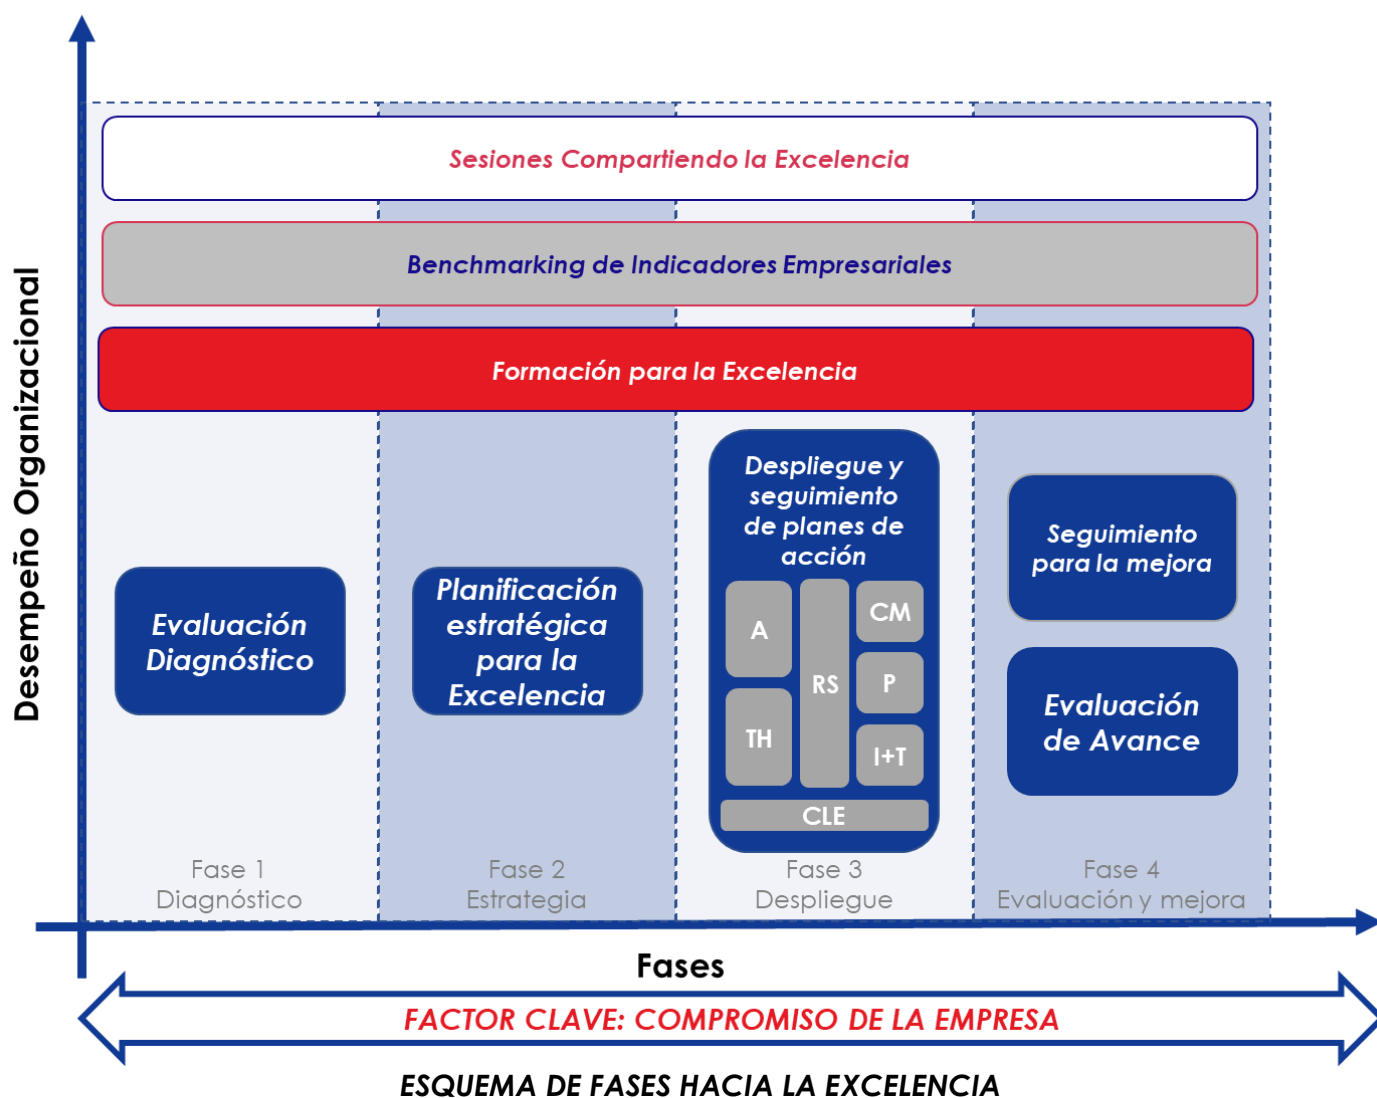 Desempeño Organizacional
Sesiones Compartiendo la Excelencia
Benchmarking de Indicadores Empresariales
Formación para la Excelencia
Evaluación
Diagnóstico
Planificación
estratégica
para la
Excelencia
Despliegue y
seguimiento
de planes de
acción
A
TH
RS
CM
P
I+T
CLE
Seguimiento
para la mejora
Evaluación
de Avance
Fase 1
Diagnóstico
Fase 2
Estrategia
Fase 3
Despliegue
Fase 4
Evaluación y mejora
Fases
FACTOR CLAVE: COMPROMISO DE LA EMPRESA
ESQUEMA DE FASES HACIA LA EXCELENCIA